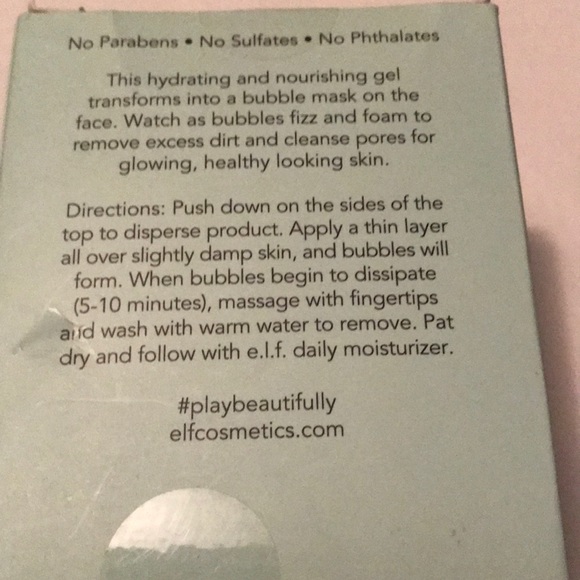 No Parabens • No Sulfates • No Phthalates
This hydrating and nourishing gel
transforms into a bubble mask on the
face. Watch as bubbles fizz and foam to
remove excess dirt and cleanse pores for
glowing, healthy looking skin.
Directions: Push down on the sides of the
top to disperse product. Apply a thin layer
all over slightly damp skin, and bubbles will
form. When bubbles begin to dissipate
(5-10 minutes), massage with fingertips
and wash with warm water to remove. Pat
dry and follow with e.l.f. daily moisturizer.
#playbeautifully
elfcosmetics.com